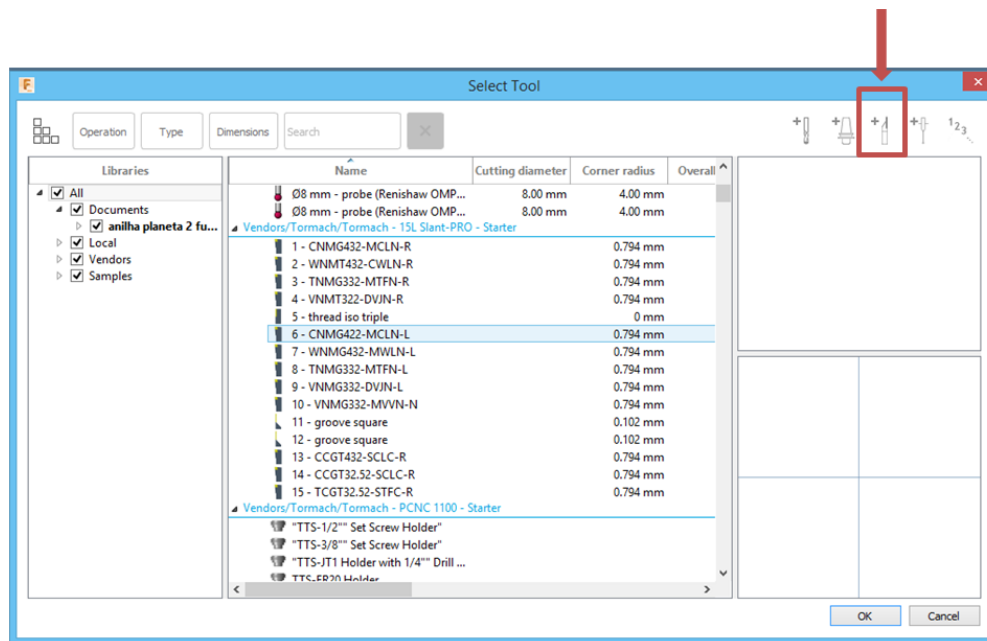 F
Select Tool
Operation Type Dimensions Search
1 2 3 ...
Libraries
All
Documents
anilha planeta 2 fu...
Local
Vendors
Samples
Name Cutting diameter Corner radius Overall
Ø8 mm - probe (Renishaw OMP... 8.00 mm 4.00 mm
Ø8 mm - probe (Renishaw OMP... 8.00 mm 4.00 mm
Vendors/Tormach/Tormach - 15L Slant-PRO - Starter
1 - CNMG432-MCLN-R 0.794 mm
2 - WNMT432-CWLN-R 0.794 mm
3 - TNMG332-MTFN-R 0.794 mm
4 - VNMT322-DVJN-R 0.794 mm
5 - thread iso triple 0 mm
6 - CNMG422-MCLN-L 0.794 mm
7 - WNMG432-MWLN-L 0.794 mm
8 - TNMG332-MTFN-L 0.794 mm
9 - VNMG332-DVJN-L 0.794 mm
10 - VNMG332-MVVN-N 0.794 mm
11 - groove square 0.102 mm
12 - groove square 0.102 mm
13 - CCGT432-SCLC-R 0.794 mm
14 - CCGT32.52-SCLC-R 0.794 mm
15 - TCGT32.52-STFC-R 0.794 mm
Vendors/Tormach/Tormach - PCNC 1100 - Starter
"TTS-1/2"" Set Screw Holder"
"TTS-3/8"" Set Screw Holder"
"TTS-JT1 Holder with 1/4"" Drill ...
TTS-ER20 Holder
OK Cancel